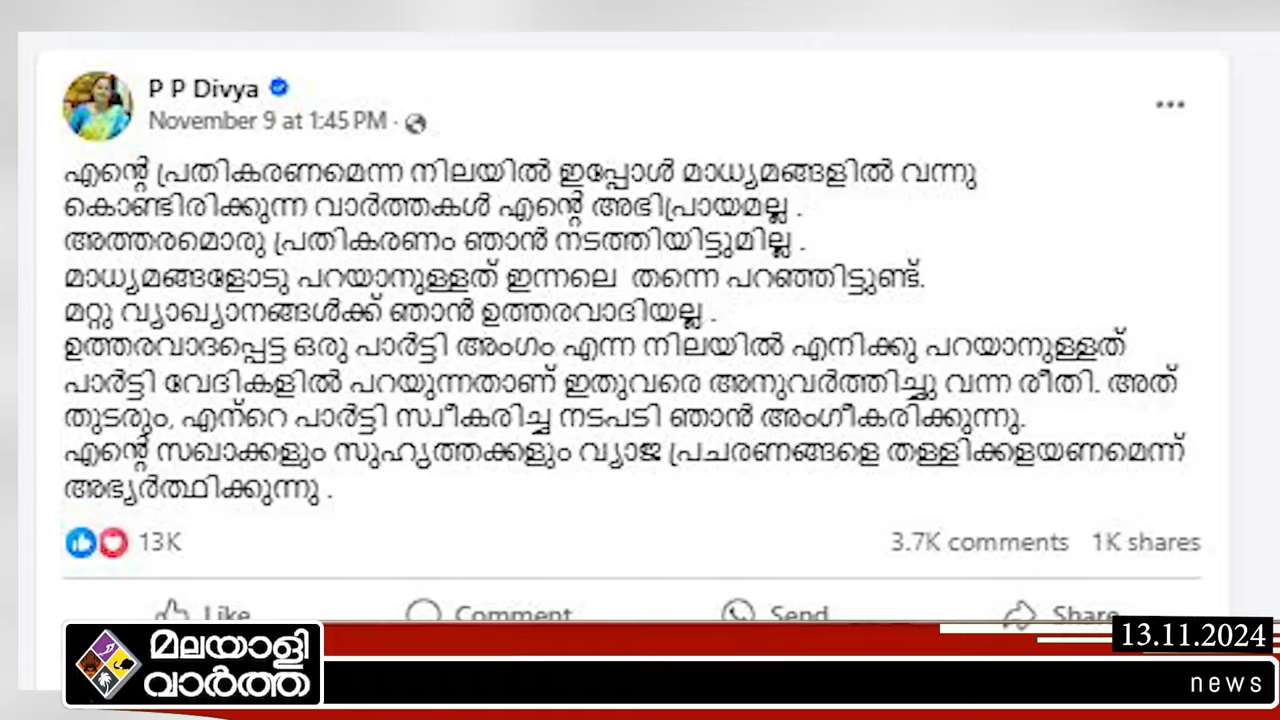 P P Divya
November 9 at 1:45 PM ·
എന്റെ പ്രതികരണമെന്ന നിലയിൽ ഇപ്പോൾ മാധ്യമങ്ങളിൽ വന്നു
കൊണ്ടിരിക്കുന്ന വാർത്തകൾ എന്റെ അഭിപ്രായമല്ല .
അത്തരമൊരു പ്രതികരണം ഞാൻ നടത്തിയിട്ടുമില്ല .
മാധ്യമങ്ങളോടു പറയാനുള്ളത് ഇന്നലെ തന്നെ പറഞ്ഞിട്ടുണ്ട്.
മറ്റു വ്യാഖ്യാനങ്ങൾക്ക് ഞാൻ ഉത്തരവാദിയല്ല .
ഉത്തരവാദപ്പെട്ട ഒരു പാർട്ടി അംഗം എന്ന നിലയിൽ എനിക്കു പറയാനുള്ളത്
പാർട്ടി വേദികളിൽ പറയുന്നതാണ് ഇതുവരെ അനുവർത്തിച്ചു വന്ന രീതി. അത്
തുടരും, എന്റെ പാർട്ടി സ്വീകരിച്ച നടപടി ഞാൻ അംഗീകരിക്കുന്നു.
എന്റെ സഖാക്കളും സുഹൃത്തക്കളും വ്യാജ പ്രചരണങ്ങളെ തള്ളിക്കളയണമെന്ന്
അഭ്യർത്ഥിക്കുന്നു .
13K 3.7K comments 1K shares
Like Comment Send Share
13.11.2024
മലയാളി
വാർത്ത
news